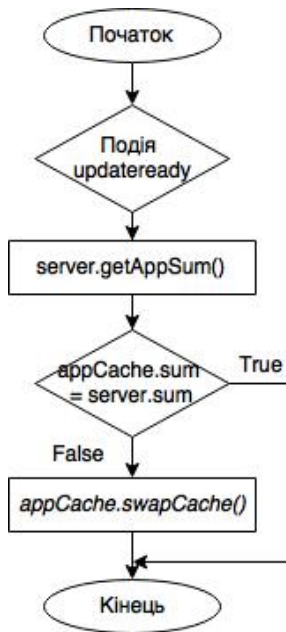 Початок
Подія
updateready
server.getAppSum()
appCache.sum
= server.sum
True
False
appCache.swapCache()
Кінець